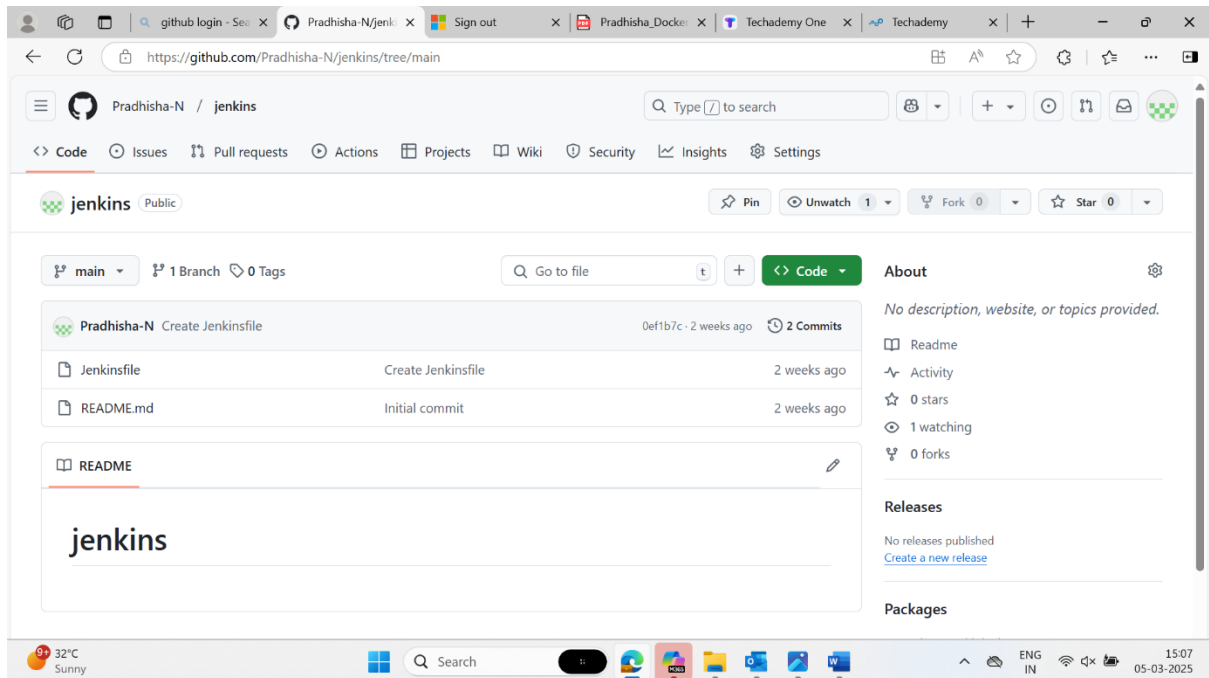 github login - Sea
Pradhisha-N/jenki
Sign out
Pradhisha_Docker
Techademy One
Techademy
https://github.com/Pradhisha-N/jenkins/tree/main
Pradhisha-N / jenkins
Type / to search
Code Issues Pull requests Actions Projects Wiki Security Insights Settings
jenkins Public
Pin Unwatch 1 Fork 0 Star 0
main 1 Branch 0 Tags
Go to file t
Code
Pradhisha-N Create Jenkinsfile 0ef1b7c · 2 weeks ago 2 Commits
Jenkinsfile Create Jenkinsfile 2 weeks ago
README.md Initial commit 2 weeks ago
README
jenkins
About
No description, website, or topics provided.
Readme
Activity
0 stars
1 watching
0 forks
Releases
No releases published
Create a new release
Packages
9+
32°C
Sunny
Search
M365
ENG
IN
15:07
05-03-2025